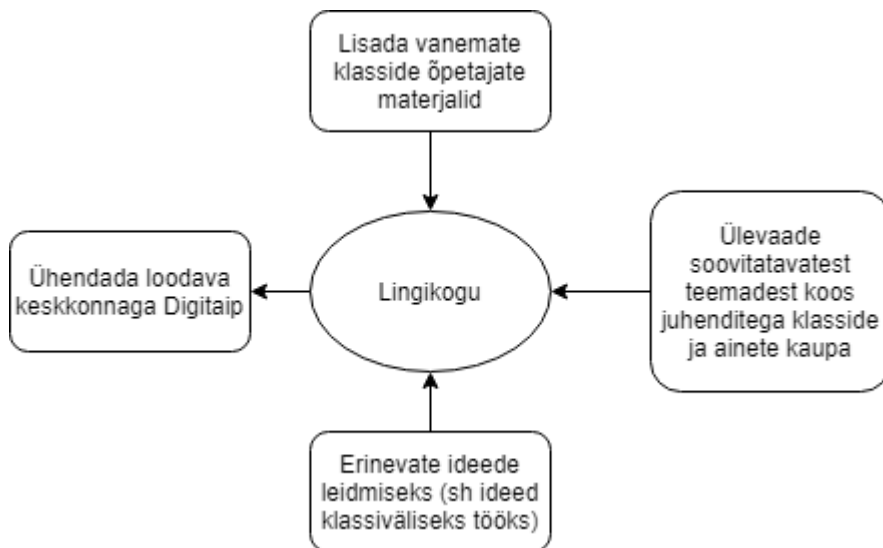 Lisada vanemate
klasside õpetajate
materjalid
Ühendada loodava
keskkonnaga Digitaip
Lingikogu
Ülevaade
soovitatavatest
teemadest koos
juhenditega klasside
ja ainete kaupa
Erinevate ideede
leidmiseks (sh ideed
klassiväliseks tööks)